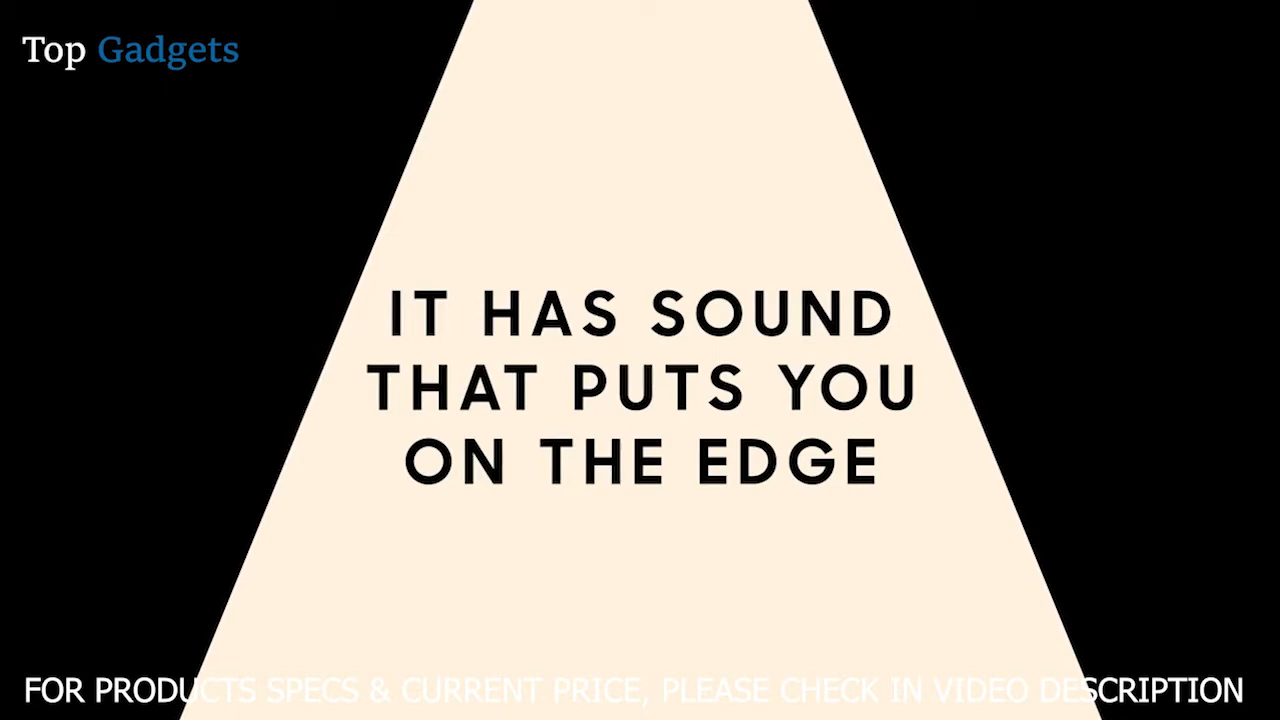 Top Gadgets
IT HAS SOUND
THAT PUTS YOU
ON THE EDGE
FOR PRODUCTS SPECS & CURRENT PRICE, PLEASE CHECK IN VIDEO DESCRIPTION